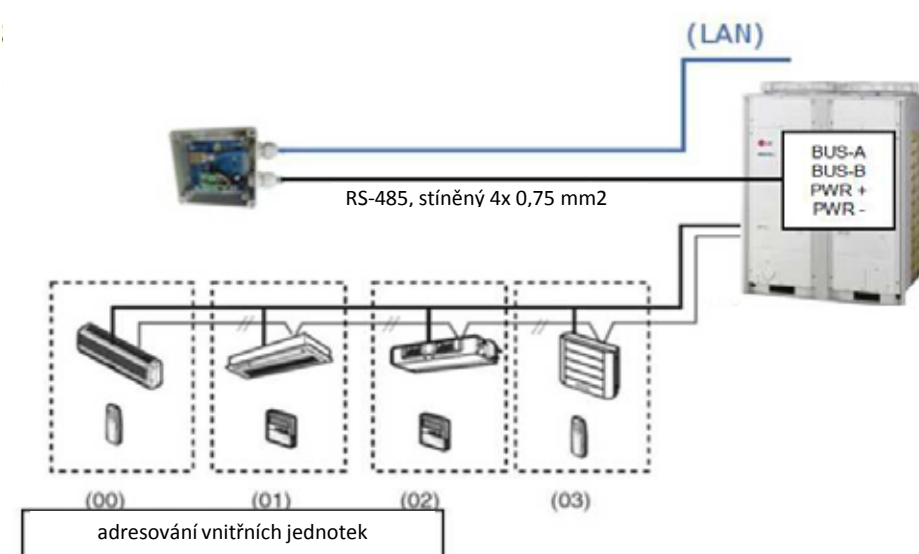 (LAN)
BUS-A
BUS-B
PWR +
PWR -
RS-485, stíněný 4x 0,75 mm2
(00)
(01)
(02)
(03)
adresování vnitřních jednotek